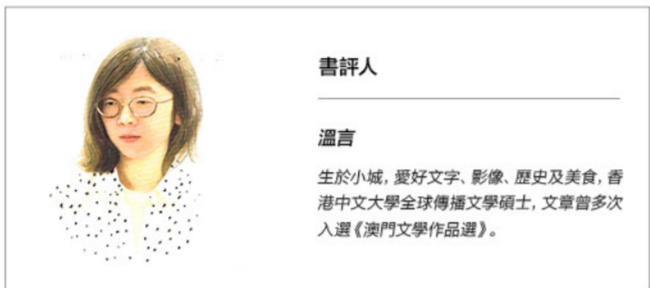 書評人
溫言
生於小城，愛好文字、影像、歷史及美食，香
港中文大學全球傳播文學碩士，文章曾多次
入選《澳門文學作品選》。